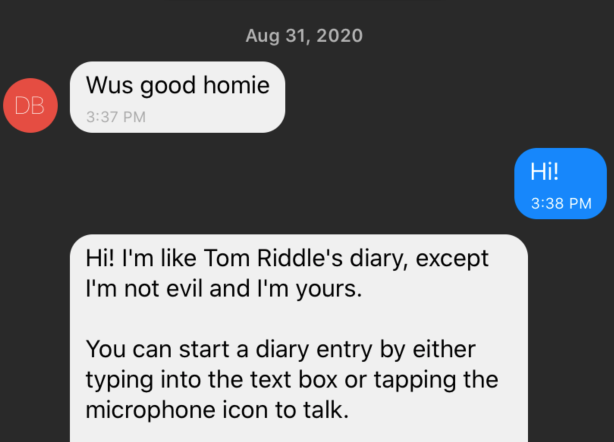 Aug 31, 2020
DB
Wus good homie
3:37 PM
Hi!
3:38 PM
Hi! I'm like Tom Riddle's diary, except
I'm not evil and I'm yours.
You can start a diary entry by either
typing into the text box or tapping the
microphone icon to talk.